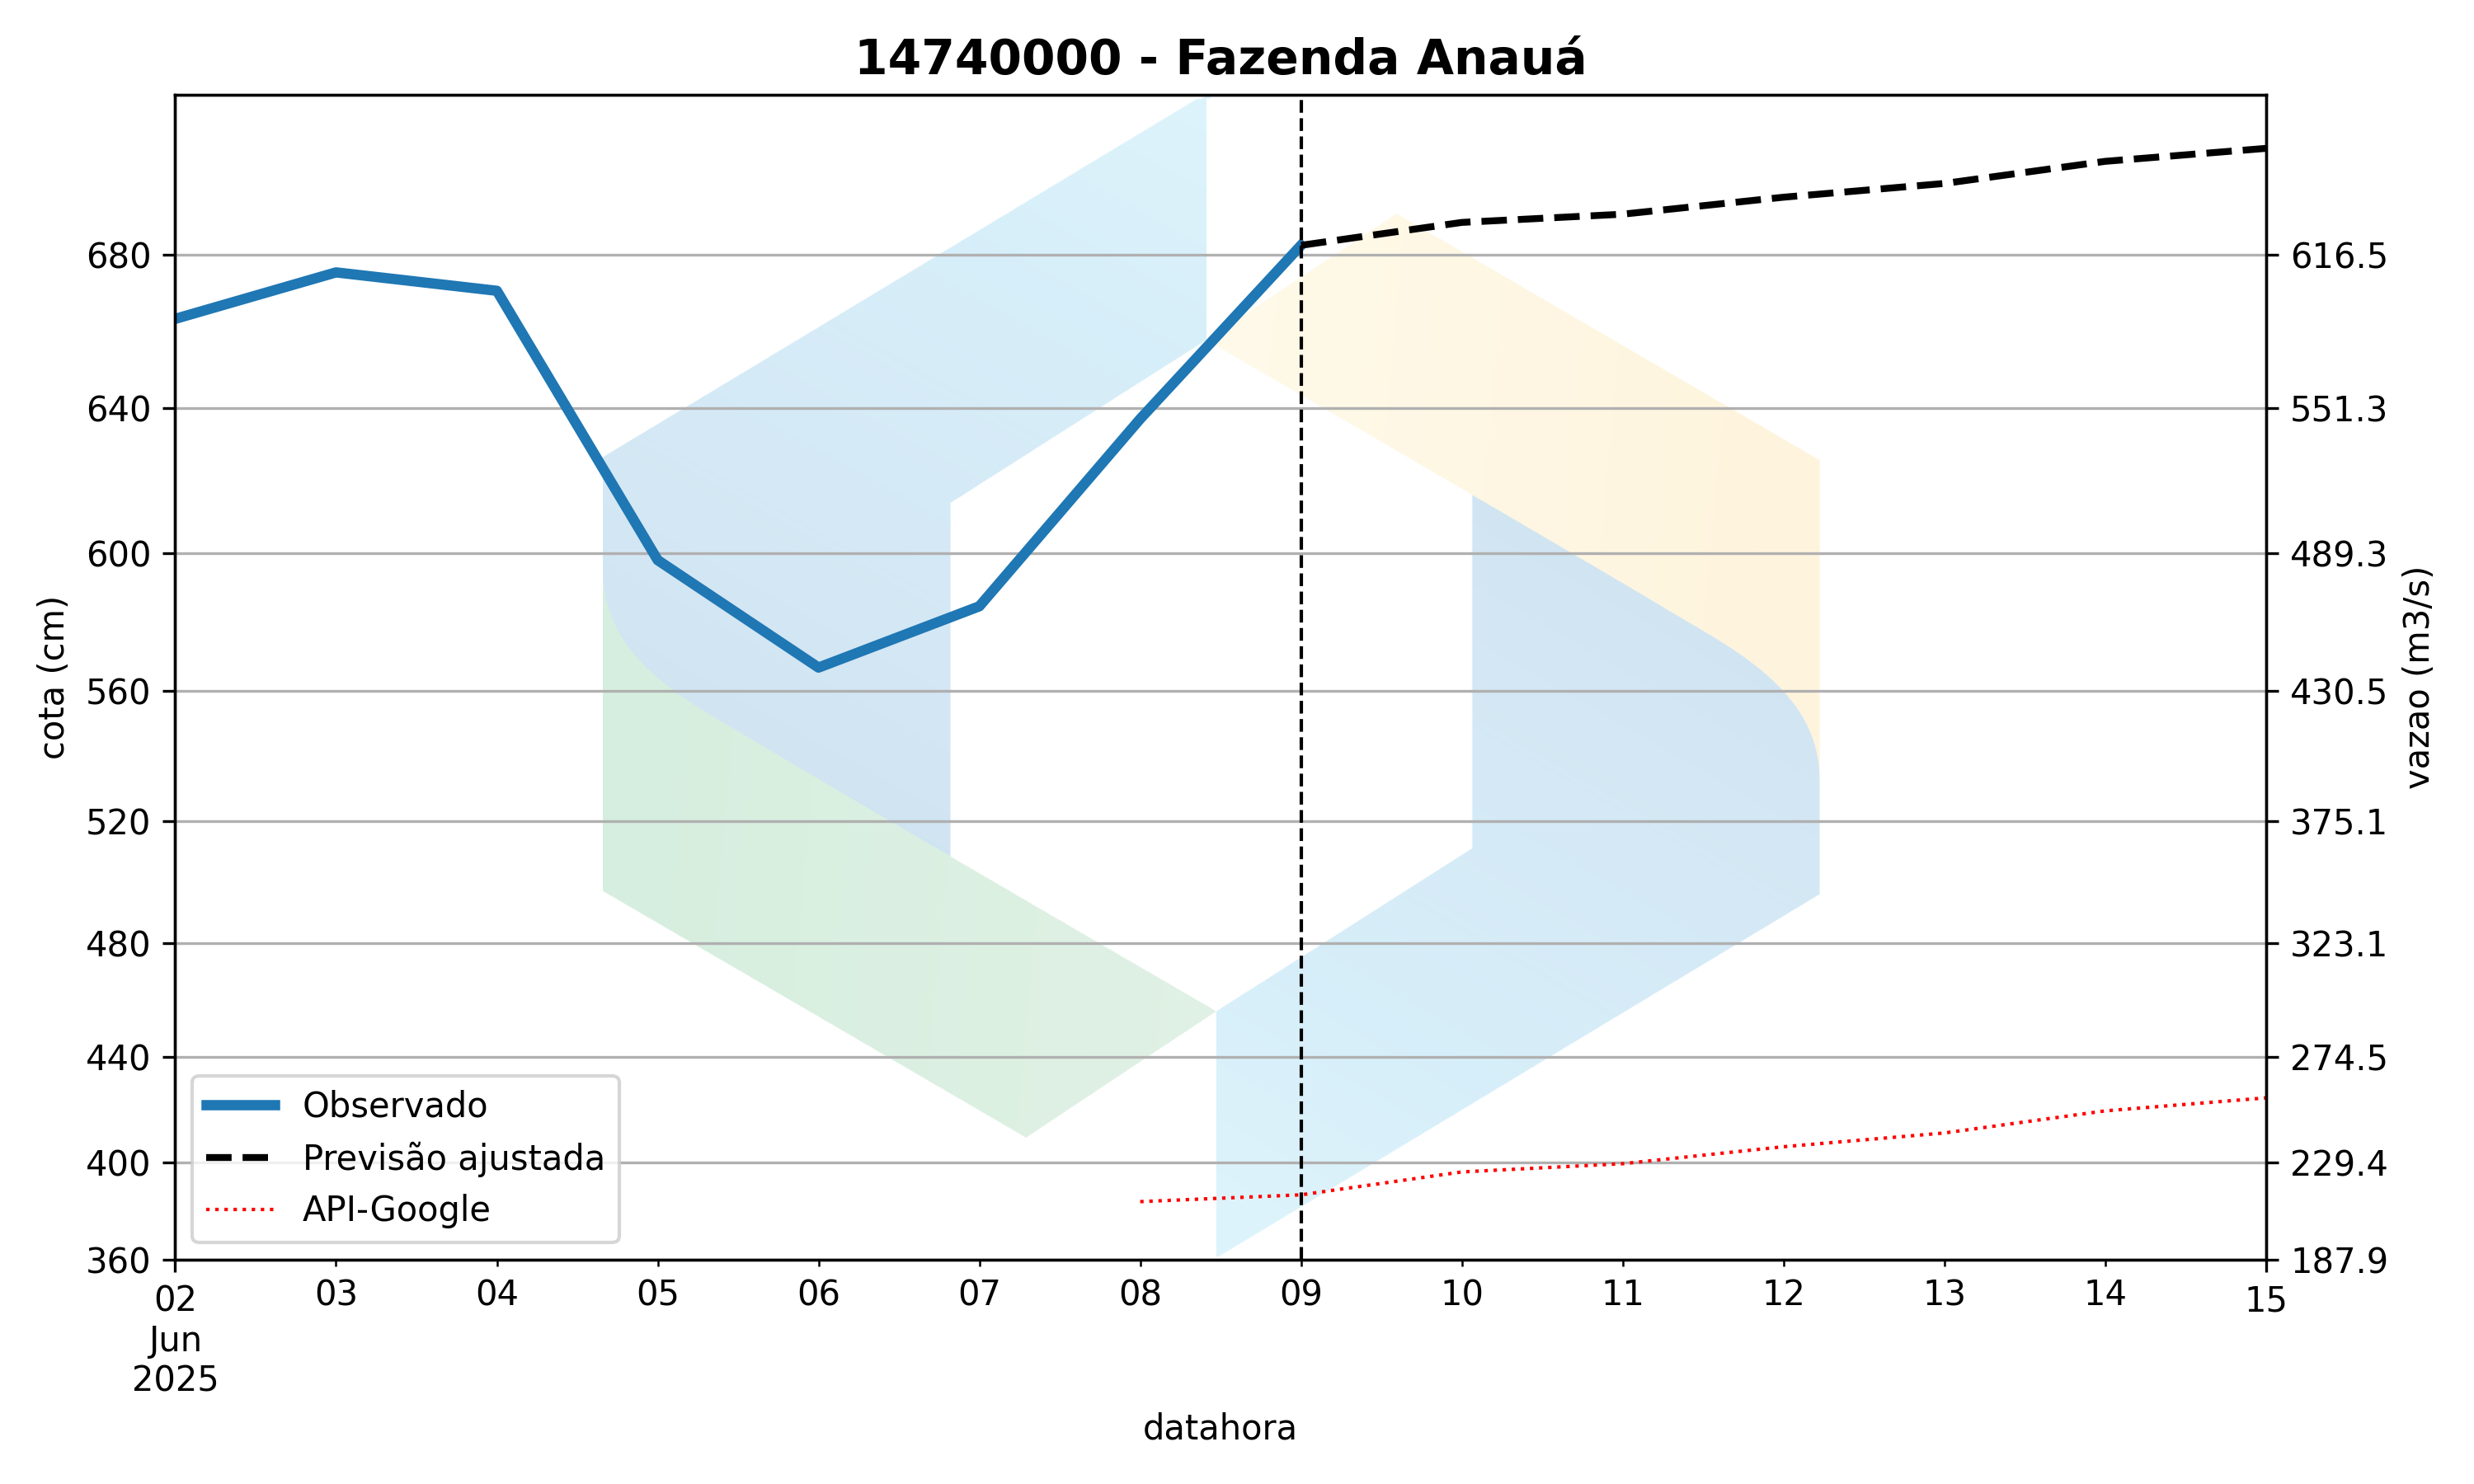 14740000 - Fazenda Anauá
cota (cm)
680
640
600
560
520
480
440
400
360
616.5
551.3
489.3
430.5
375.1
323.1
274.5
229.4
187.9
vazao (m3/s)
Observado
Previsão ajustada
API-Google
02 03 04 05 06 07 08 09 10 11 12 13 14 15
Jun
2025
datahora